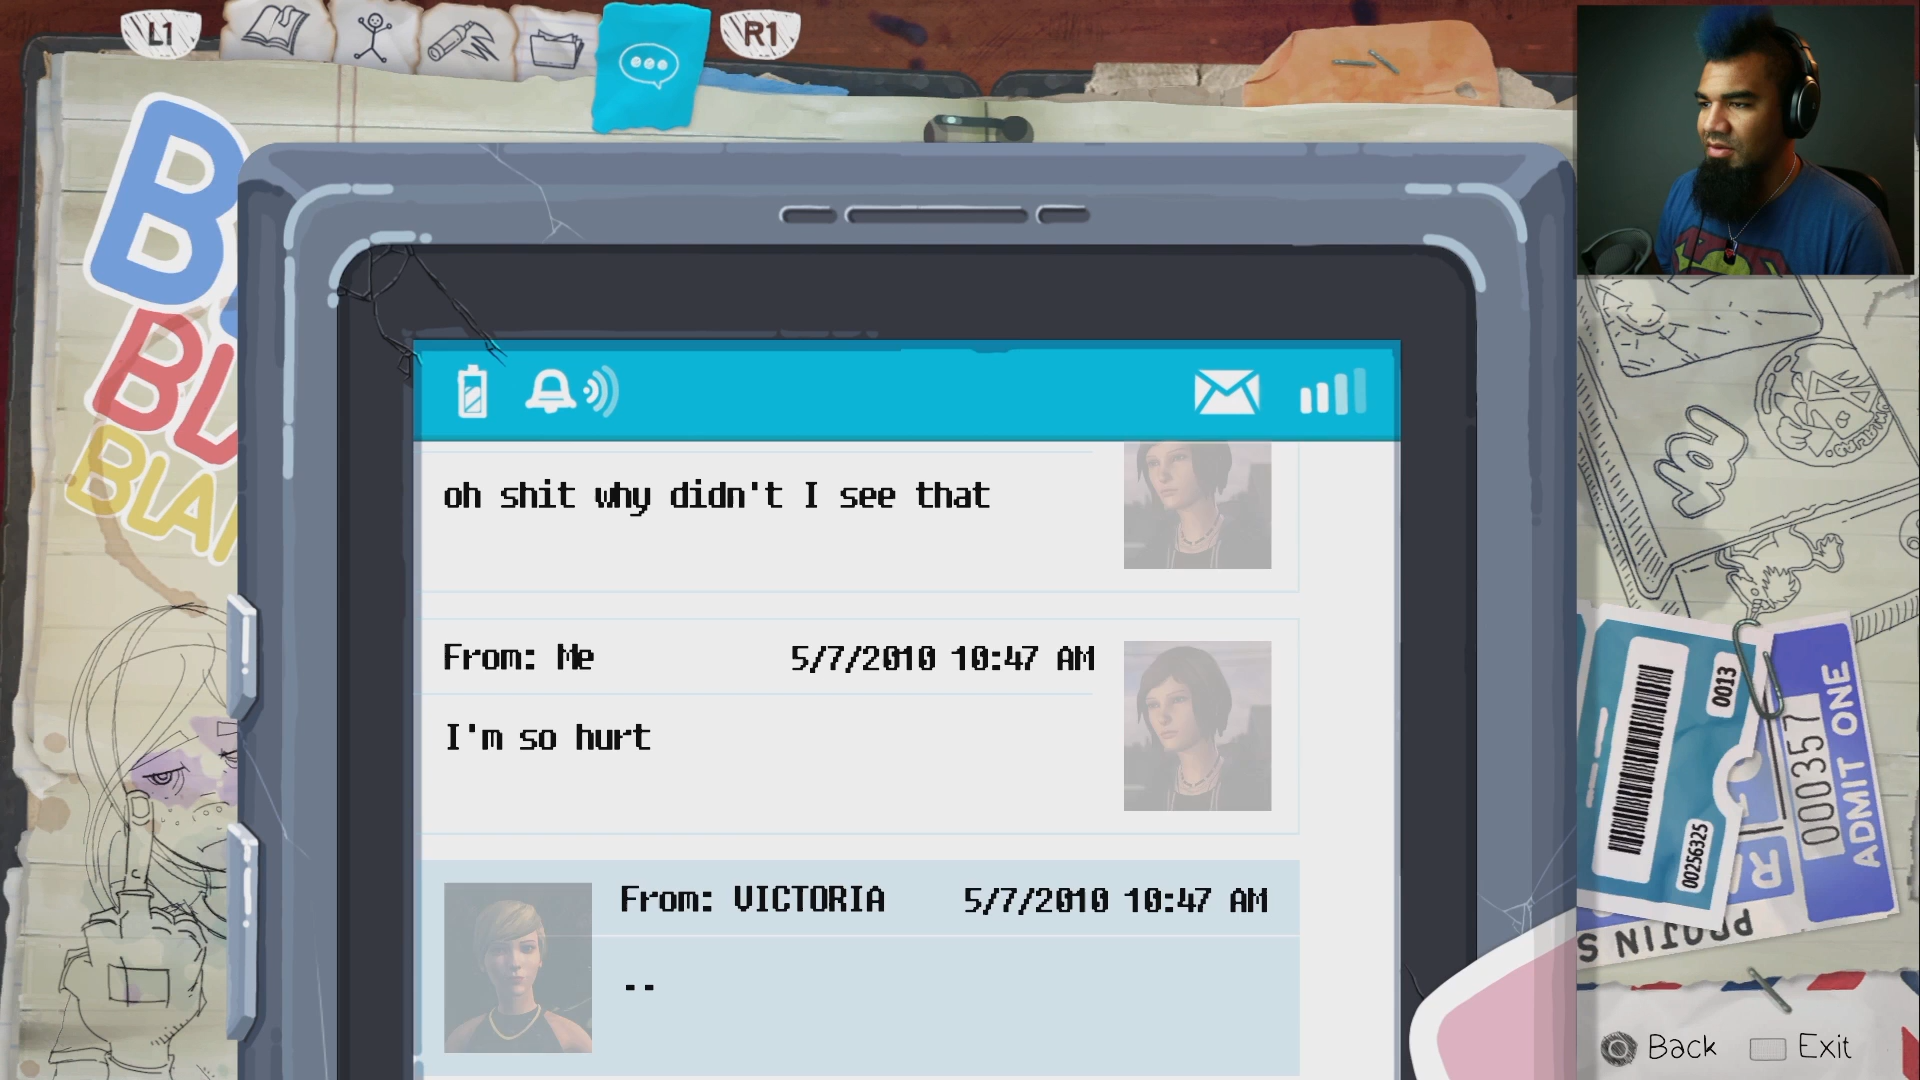 L1
R1
oh shit why didn't I see that
From: Me 5/7/2010 10:47 AM
I'm so hurt
From: VICTORIA 5/7/2010 10:47 AM
--
0013
00256325
000357
ADMIT ONE
Back
Exit